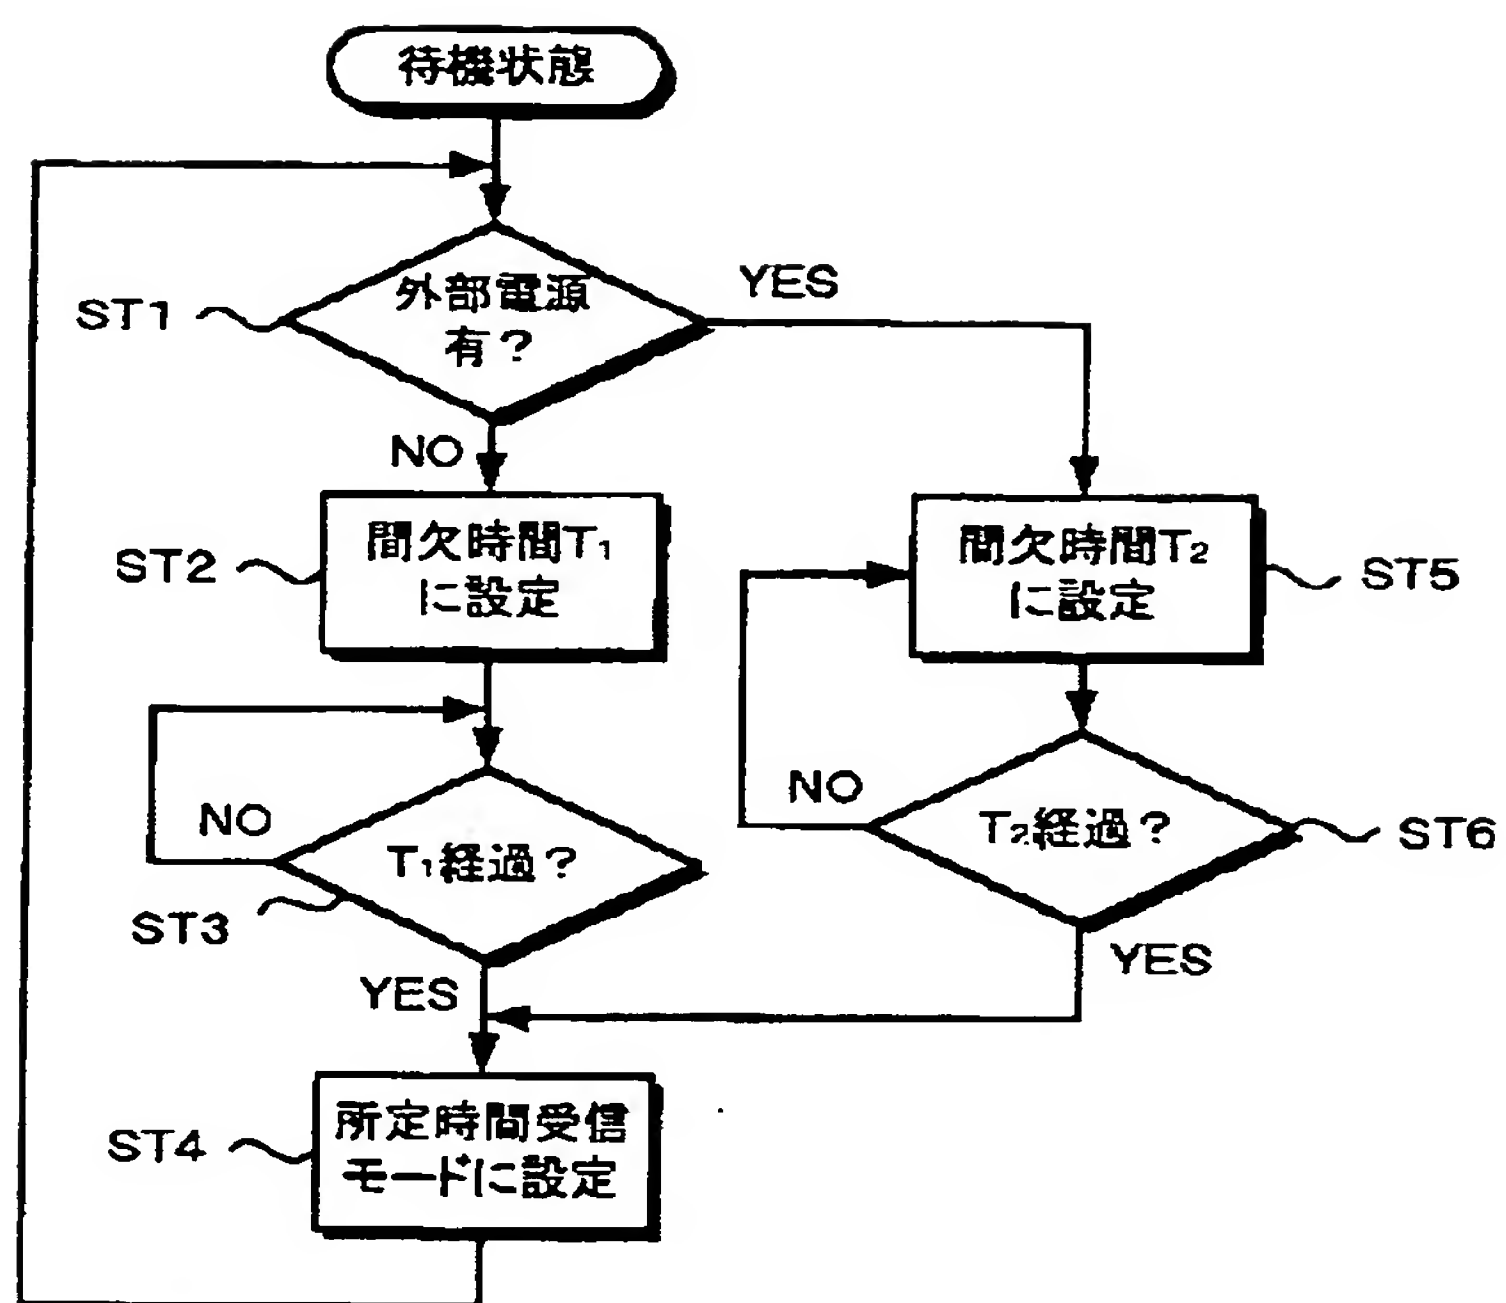 待機状態
ST1
外部電源
有？
YES
NO
ST2
間欠時間T1
に設定
間欠時間T2
に設定
ST5
NO
T1経過？
ST3
YES
NO
T2経過？
ST6
YES
ST4
所定時間受信
モードに設定